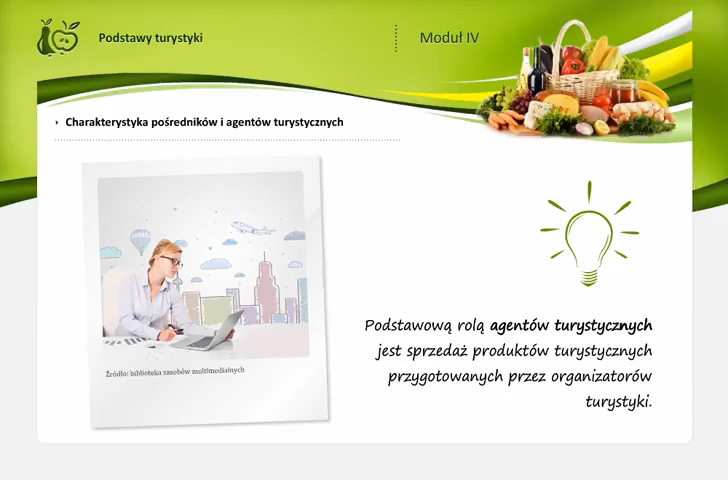 Podstawy turystyki
Moduł IV
Charakterystyka pośredników i agentów turystycznych
Źródło: biblioteka zasobów multimedialnych
Podstawową rolą agentów turystycznych
jest sprzedaż produktów turystycznych
przygotowanych przez organizatorów
turystyki.